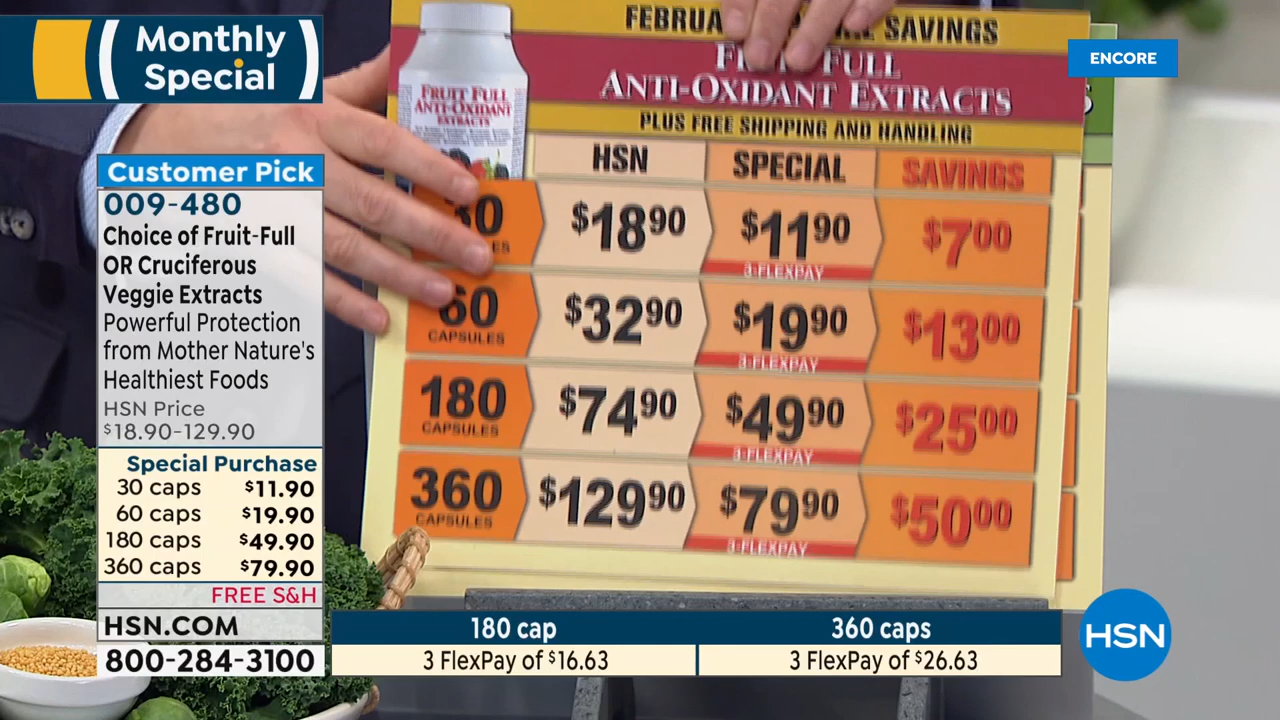 Monthly
Special
ENCORE
Customer Pick
009-480
Choice of Fruit-Full
OR Cruciferous
Veggie Extracts
Powerful Protection
from Mother Nature's
Healthiest Foods
HSN Price
$18.90-129.90
Special Purchase
30 caps $11.90
60 caps $19.90
180 caps $49.90
360 caps $79.90
FREE S&H
HSN.COM
800-284-3100
SAVINGS
FULL
ANTI-OXIDANT EXTRACTS
PLUS FREE SHIPPING AND HANDLING
FRUIT FULL
ANTI-OXIDANT
EXTRACTS
HSN SPECIAL SAVINGS
$18.90 $11.90 $7.00
3-FLEXPAY
60 CAPSULES $32.90 $19.90 $13.00
3-FLEXPAY
180 CAPSULES $74.90 $49.90 $25.00
3-FLEXPAY
360 CAPSULES $129.90 $79.90 $50.00
3-FLEXPAY
180 cap 360 caps
3 FlexPay of $16.63 3 FlexPay of $26.63
HSN